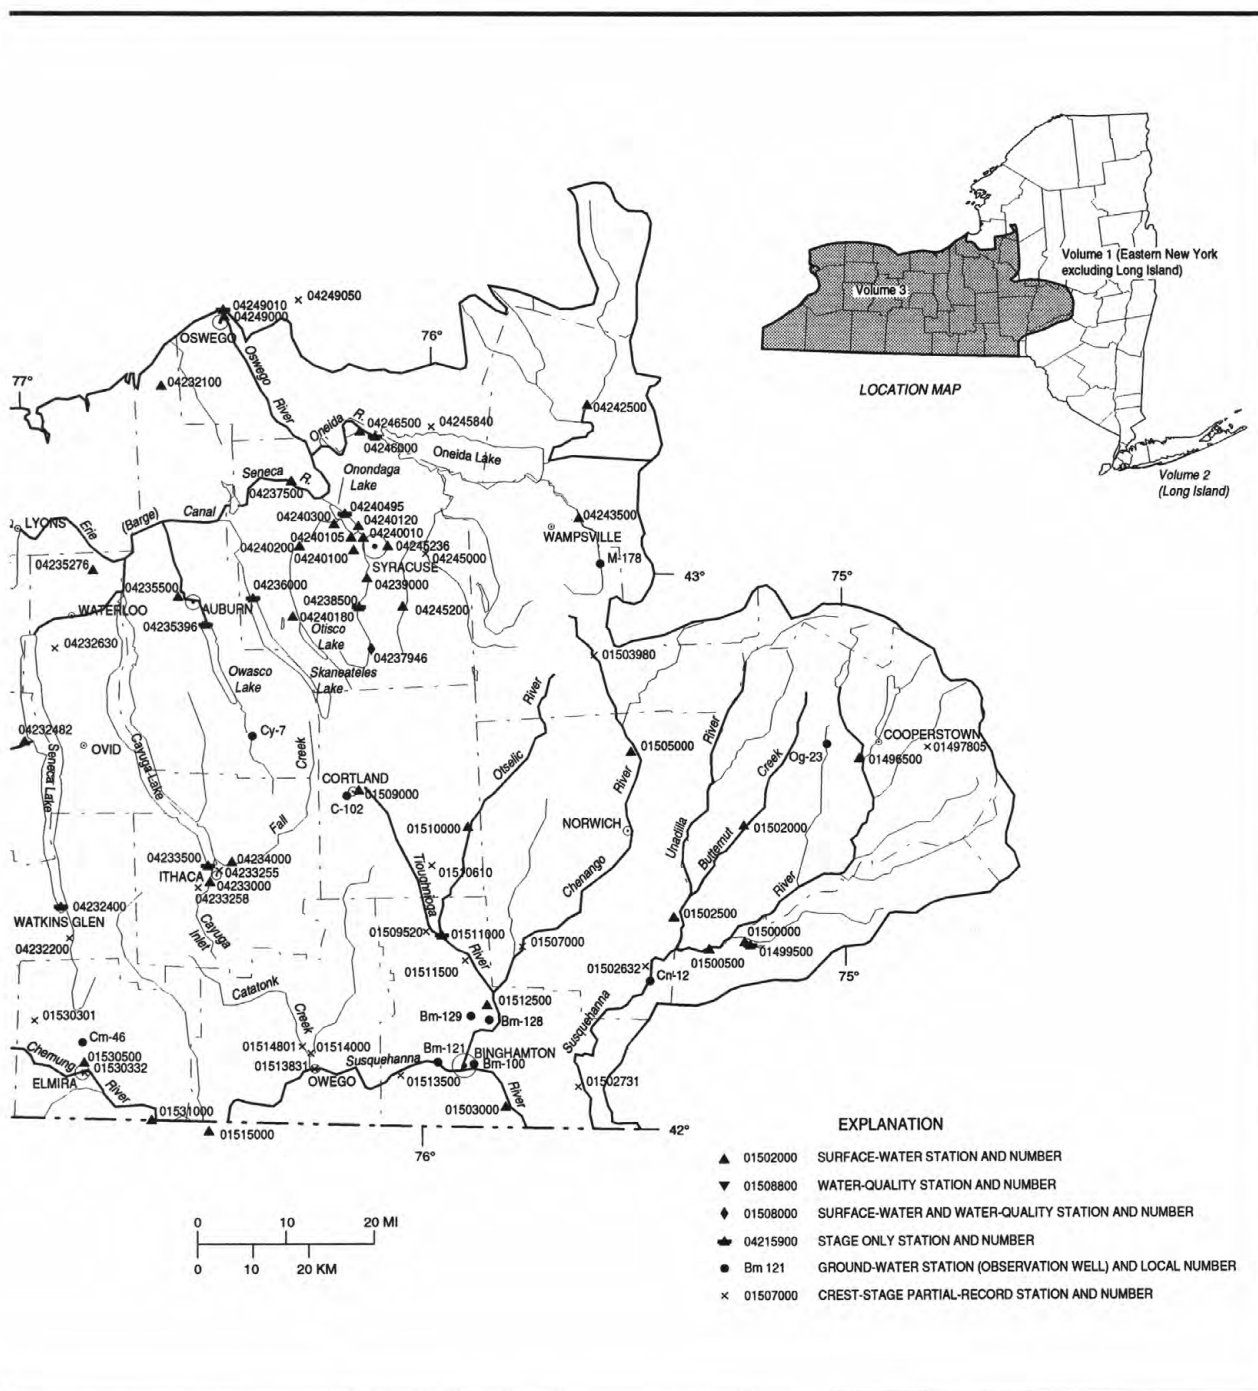 Volume 1 (Eastern New York
excluding Long Island)
Volume 3
LOCATION MAP
Volume 2
(Long Island)
04249010
04249050
04249000
OSWEGO
76°
Oswego
River
77°
04232100
04242500
Oneida
R.
04246500
04245840
04246000
Oneida Lake
Seneca
R.
Onondaga
Lake
04237500
Canal
04240495
(Barge)
Erie
LYONS
04240300
04240120
04243500
04240105
04240010
WAMPSVILLE
04240200
04245236
04240100
04245000
M-178
SYRACUSE
04235276
04239000
43°
75°
04235500
04236000
04238500
WATERLOO
AUBURN
04245200
04235396
04240180
Otisco
Lake
04232630
04237946
01503980
Owasco
Lake
Skaneateles
Lake
River
04232482
Cy-7
River
COOPERSTOWN
OVID
Creek
01505000
01497805
Og-23
01496500
Otselic
Creek
Seneca Lake
Cayuga Lake
River
CORTLAND
01509000
C-102
Fall
01510000
NORWICH
Unadilla
Butternut
01502000
04233500
04234000
04233255
ITHACA
04233000
04233258
Tioughnioga
01510610
Chenango
River
04232400
WATKINS GLEN
01502500
04232200
Cayuga
Inlet
01509520
01511000
01507000
01500000
01499500
01500500
River
01511500
01502632
Cn-12
75°
Catatonk
Creek
01530301
01512500
Bm-129
Bm-128
Susquehanna
Cm-46
01514801
01514000
Bm-121
BINGHAMTON
01530500
01530332
Chemung
River
ELMIRA
01513831
OWEGO
Susquehanna
Bm-100
01513500
01502731
01503000
River
01531000
01515000
42°
76°
0 10 20 MI
0 10 20 KM
EXPLANATION
01502000 SURFACE-WATER STATION AND NUMBER
01508800 WATER-QUALITY STATION AND NUMBER
01508000 SURFACE-WATER AND WATER-QUALITY STATION AND NUMBER
04215900 STAGE ONLY STATION AND NUMBER
Bm 121 GROUND-WATER STATION (OBSERVATION WELL) AND LOCAL NUMBER
01507000 CREST-STAGE PARTIAL-RECORD STATION AND NUMBER